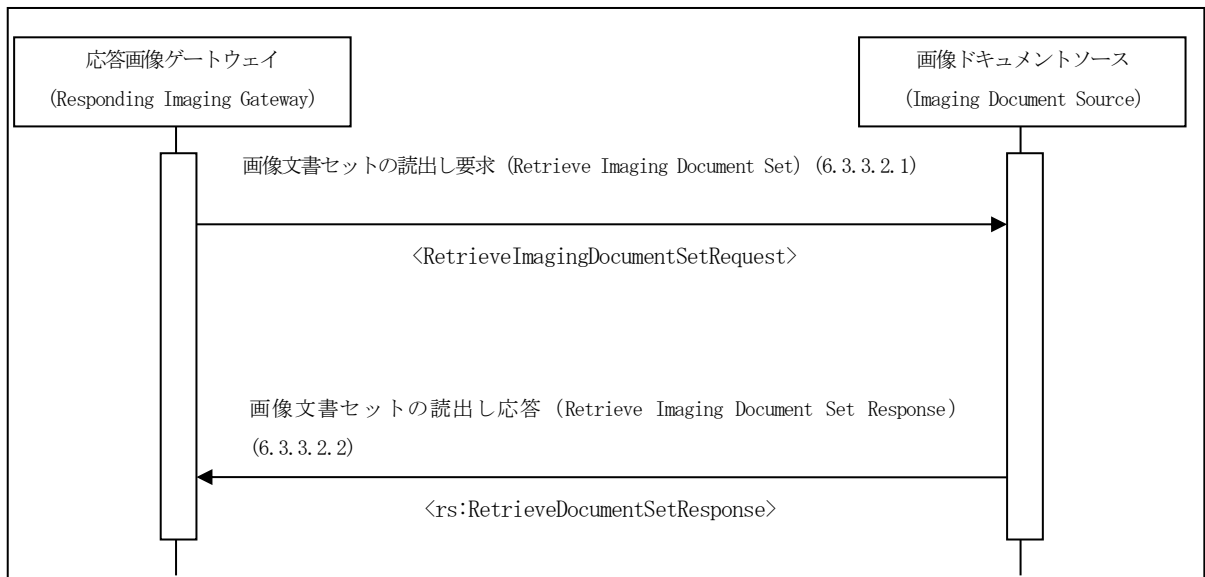 応答画像ゲートウェイ
(Responding Imaging Gateway)
画像ドキュメントソース
(Imaging Document Source)
画像文書セットの読出し要求 (Retrieve Imaging Document Set) (6.3.3.2.1)
<RetrieveImagingDocumentSetRequest>
画像文書セットの読出し応答 (Retrieve Imaging Document Set Response)
(6.3.3.2.2)
<rs:RetrieveDocumentSetResponse>